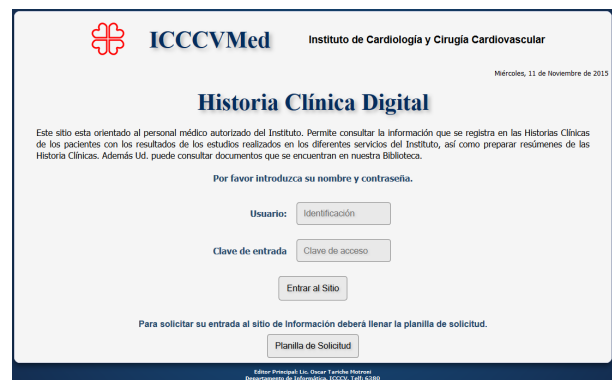 ICCCVMed
Instituto de Cardiología y Cirugía Cardiovascular
Miércoles, 11 de Noviembre de 2015
Historia Clínica Digital
Este sitio esta orientado al personal médico autorizado del Instituto. Permite consultar la información que se registra en las Historias Clínicas
de los pacientes con los resultados de los estudios realizados en los diferentes servicios del Instituto, así como preparar resúmenes de las
Historia Clínicas. Además Ud. puede consultar documentos que se encuentran en nuestra Biblioteca.
Por favor introduzca su nombre y contraseña.
Usuario: Identificación
Clave de entrada Clave de acceso
Entrar al Sitio
Para solicitar su entrada al sitio de Información deberá llenar la planilla de solicitud.
Planilla de Solicitud
Editor Principal: Lic. Oscar Tariche Motroni
Departamento de Informática. ICCCV. Telf: 6380